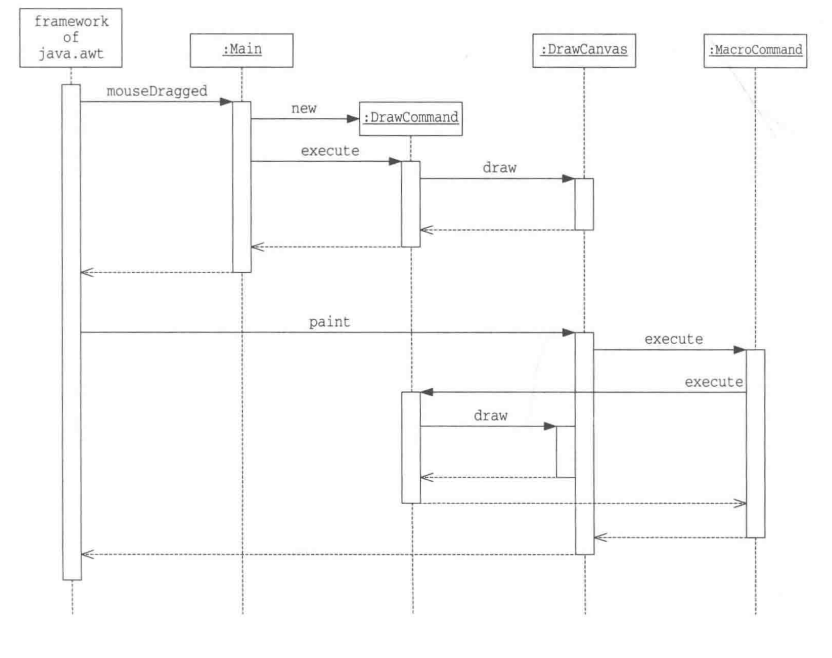 framework
of
java.awt
:Main
:DrawCanvas
:MacroCommand
mouseDragged
new
:DrawCommand
execute
draw
paint
execute
execute
draw